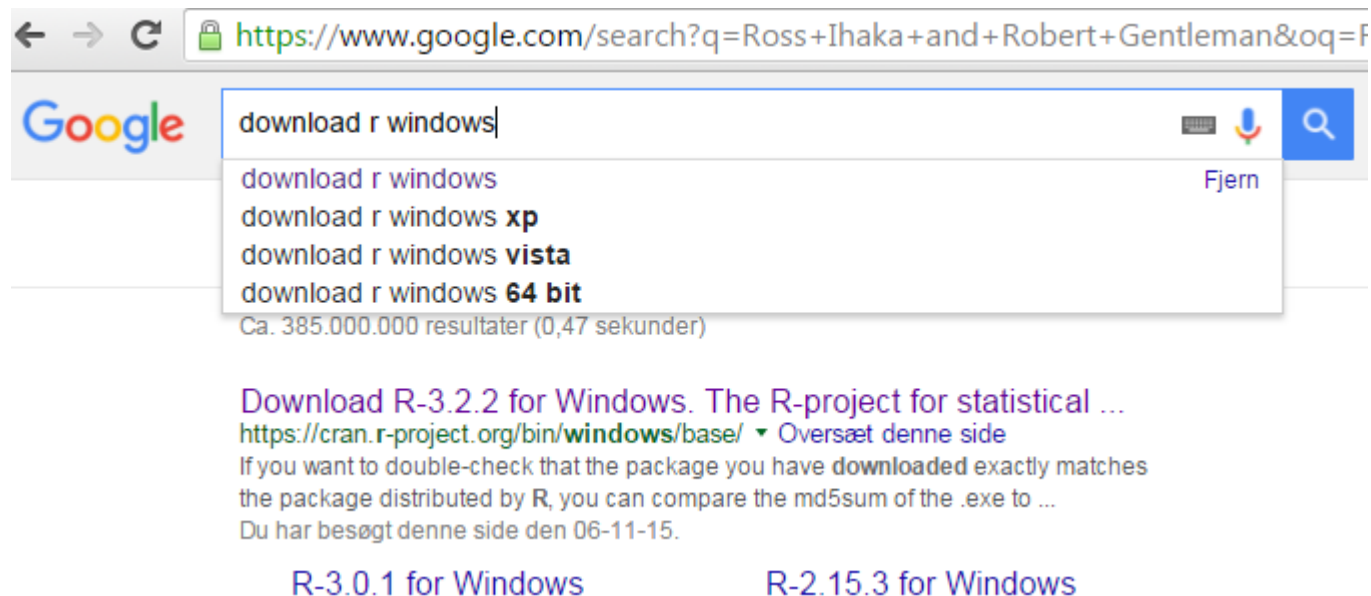 https://www.google.com/search?q=Ross+Ihaka+and+Robert+Gentleman&oq=
Google download r windows
download r windows Fjern
download r windows xp
download r windows vista
download r windows 64 bit
Ca. 385.000.000 resultater (0,47 sekunder)
Download R-3.2.2 for Windows. The R-project for statistical ...
https://cran.r-project.org/bin/windows/base/ Oversæt denne side
If you want to double-check that the package you have downloaded exactly matches
the package distributed by R, you can compare the md5sum of the .exe to ...
Du har besøgt denne side den 06-11-15.
R-3.0.1 for Windows R-2.15.3 for Windows